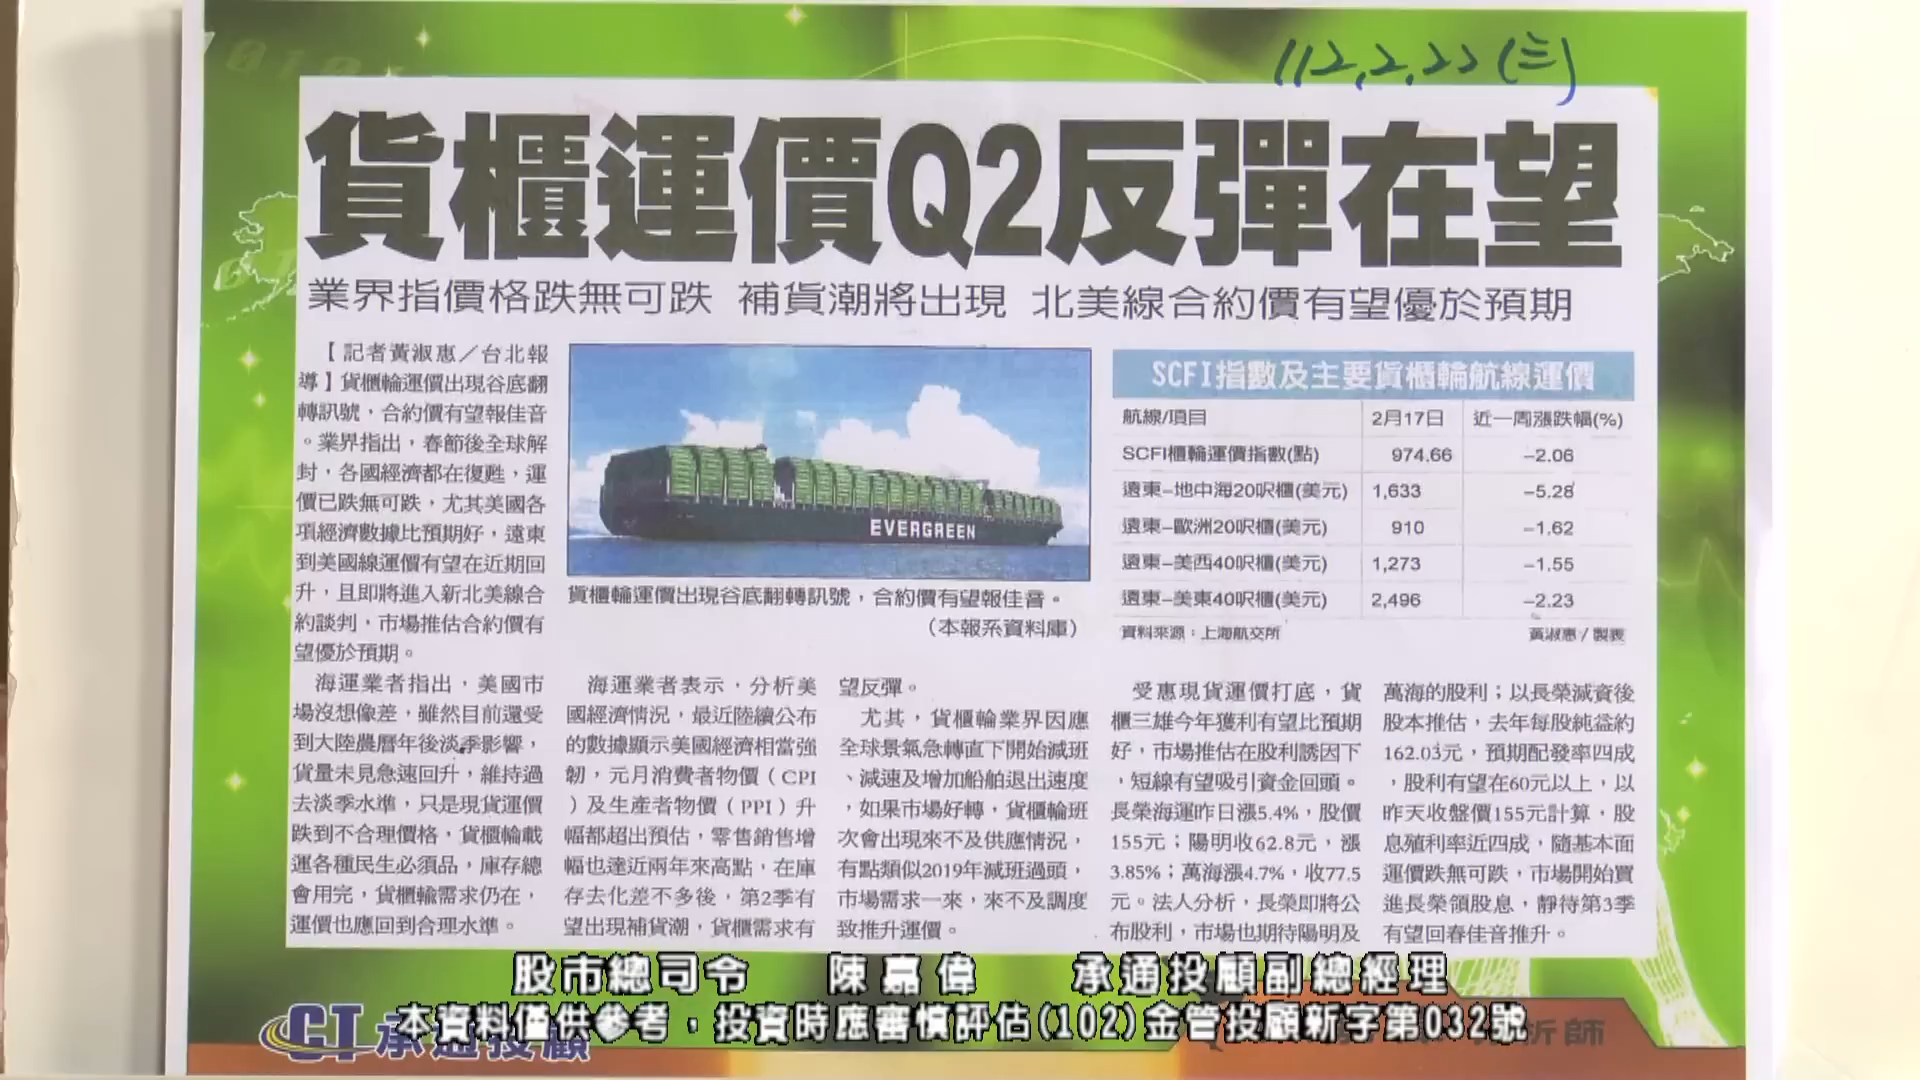 112.2.22(三)
貨櫃運價Q2反彈在望
業界指價格跌無可跌 補貨潮將出現 北美線合約價有望優於預期
【記者黃淑惠／台北報
導】貨櫃輪運價出現谷底翻
轉訊號，合約價有望報佳音
。業界指出，春節後全球解
封，各國經濟都在復甦，運
價已跌無可跌，尤其美國各
項經濟數據比預期好，遠東
到美國線運價有望在近期回
升，且即將進入新北美線合
約談判，市場推估合約價有
望優於預期。
海運業者指出，美國市
場沒想像差，雖然目前還受
到大陸農曆年後淡季影響，
貨量未見急速回升，維持過
去淡季水準，只是現貨運價
跌到不合理價格，貨櫃輪載
運各種民生必須品，庫存總
會用完，貨櫃輸需求仍在，
運價也應回到合理水準。
EVERGREEN
貨櫃輪運價出現谷底翻轉訊號，合約價有望報佳音。
（本報系資料庫）
SCFI指數及主要貨櫃輪航線運價
航線/項目 2月17日 近一周漲跌幅(%)
SCFI櫃輪運價指數(點) 974.66 -2.06
遠東-地中海20呎櫃(美元) 1,633 -5.28
遠東-歐洲20呎櫃(美元) 910 -1.62
遠東-美西40呎櫃(美元) 1,273 -1.55
遠東-美東40呎櫃(美元) 2,496 -2.23
資料來源：上海航交所 黃淑惠/製表
海運業者表示，分析美
國經濟情況，最近陸續公布
的數據顯示美國經濟相當強
韌，元月消費者物價（CPI
）及生產者物價（PPI）升
幅都超出預估，零售銷售增
幅也達近兩年來高點，在庫
存去化差不多後，第2季有
望出現補貨潮，貨櫃需求有
望反彈。
尤其，貨櫃輪業界因應
全球景氣急轉直下開始減班
、減速及增加船舶退出速度
，如果市場好轉，貨櫃輪班
次會出現來不及供應情況，
有點類似2019年減班過頭，
市場需求一來，來不及調度
致推升運價。
受惠現貨運價打底，貨
櫃三雄今年獲利有望比預期
好，市場推估在股利誘因下
，短線有望吸引資金回頭。
長榮海運昨日漲5.4%，股價
155元；陽明收62.8元，漲
3.85%；萬海漲4.7%，收77.5
元。法人分析，長榮即將公
布股利，市場也期待陽明及
萬海的股利；以長榮減資後
股本推估，去年每股純益約
162.03元，預期配發率四成
，股利有望在60元以上，以
昨天收盤價155元計算，股
息殖利率近四成，隨基本面
運價跌無可跌，市場開始買
進長榮領股息，靜待第3季
有望回春佳音推升。
股市總司令 陳嘉偉 承通投顧副總經理
本資料僅供參考，投資時應審慎評估(102)金管投顧新字第032號
CT承通投顧
析師